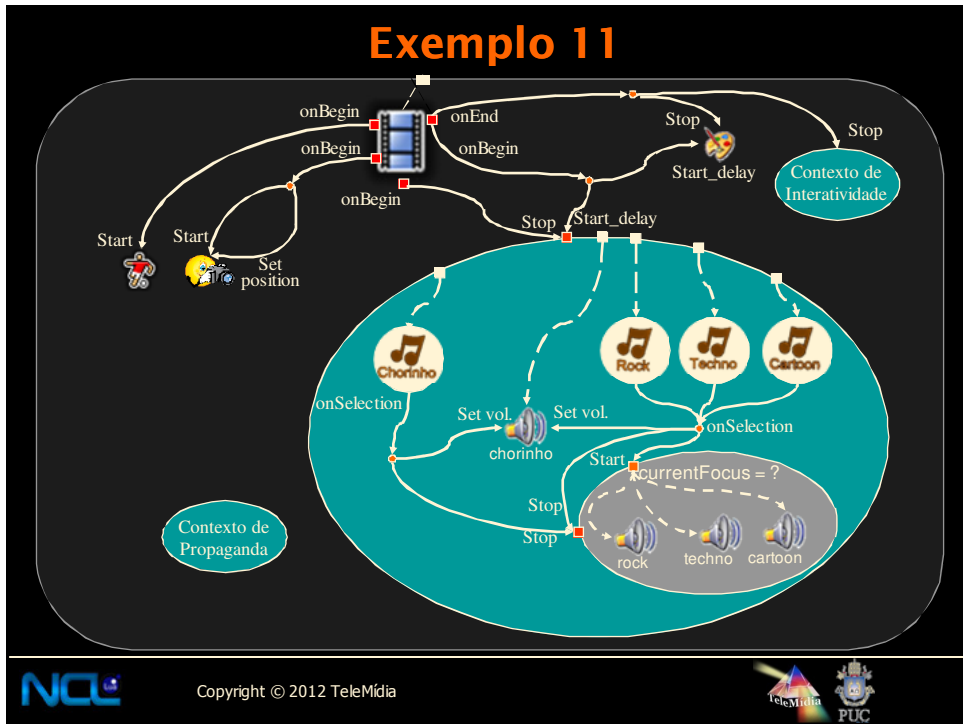 Exemplo 11
onBegin
onEnd
onBegin
onBegin
onBegin
Stop
Start_delay
Stop
Contexto de
Interatividade
Start
Start
Set
position
Stop
Start_delay
Chorinho
Rock
Techno
Cartoon
onSelection
Set vol.
Set vol.
chorinho
onSelection
Start
currentFocus = ?
Stop
Stop
rock
techno
cartoon
Contexto de
Propaganda
NCL
Lua
Copyright © 2012 TeleMídia
TeleMídia
PUC